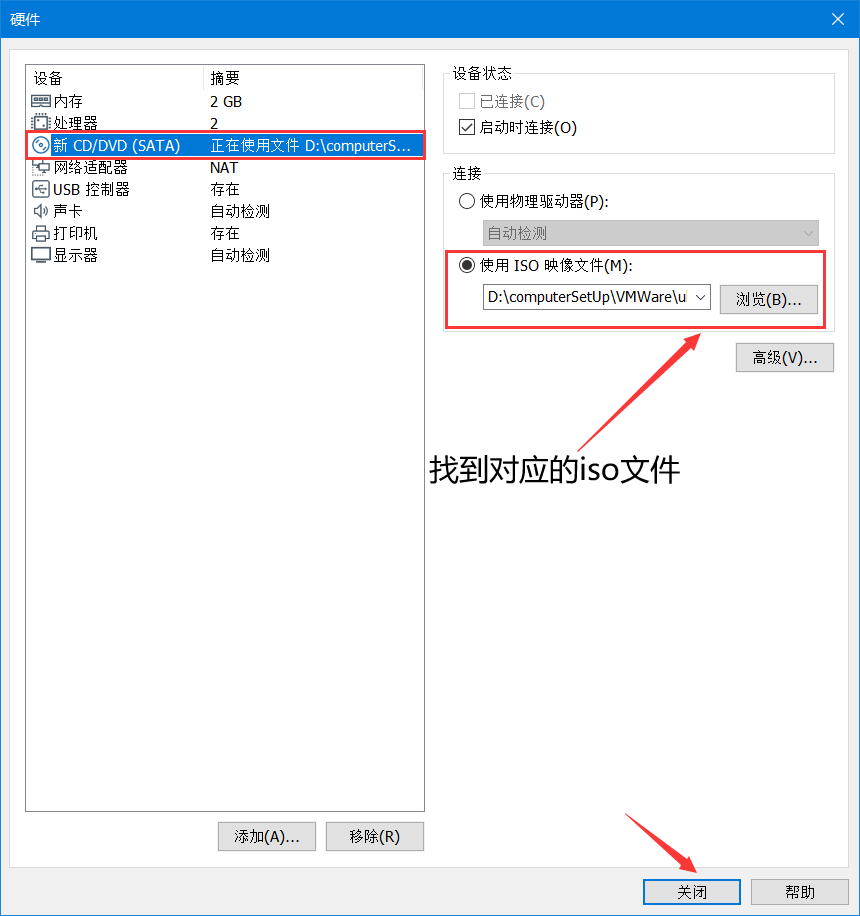 硬件
设备 摘要
内存 2 GB
处理器 2
新 CD/DVD (SATA) 正在使用文件 D:\computerS...
网络适配器 NAT
USB 控制器 存在
声卡 自动检测
打印机 存在
显示器 自动检测
添加(A)... 移除(R)
设备状态
已连接(C)
启动时连接(O)
连接
使用物理驱动器(P):
自动检测
使用 ISO 映像文件(M):
D:\computerSetUp\VMWare\u 浏览(B)...
高级(V)...
找到对应的iso文件
关闭 帮助